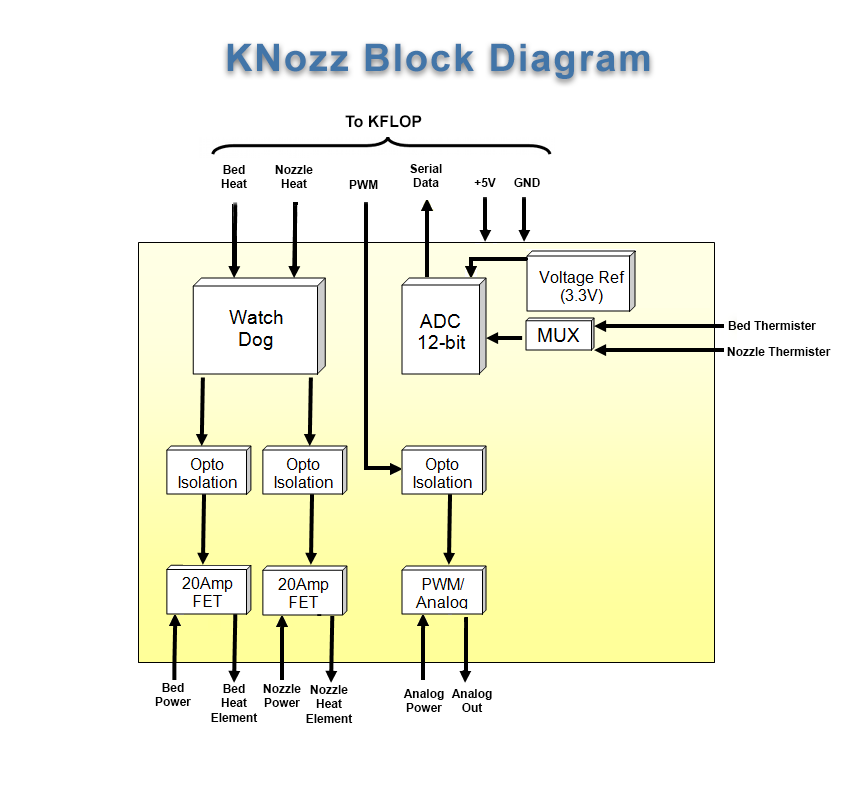 KNozz Block Diagram
To KFLOP
Bed
Heat
Nozzle
Heat
PWM
Serial
Data
+5V
GND
Watch
Dog
ADC
12-bit
Voltage Ref
(3.3V)
MUX
Bed Thermister
Nozzle Thermister
Opto
Isolation
Opto
Isolation
Opto
Isolation
20Amp
FET
20Amp
FET
PWM/
Analog
Bed
Power
Bed
Heat
Element
Nozzle
Power
Nozzle
Heat
Element
Analog
Power
Analog
Out